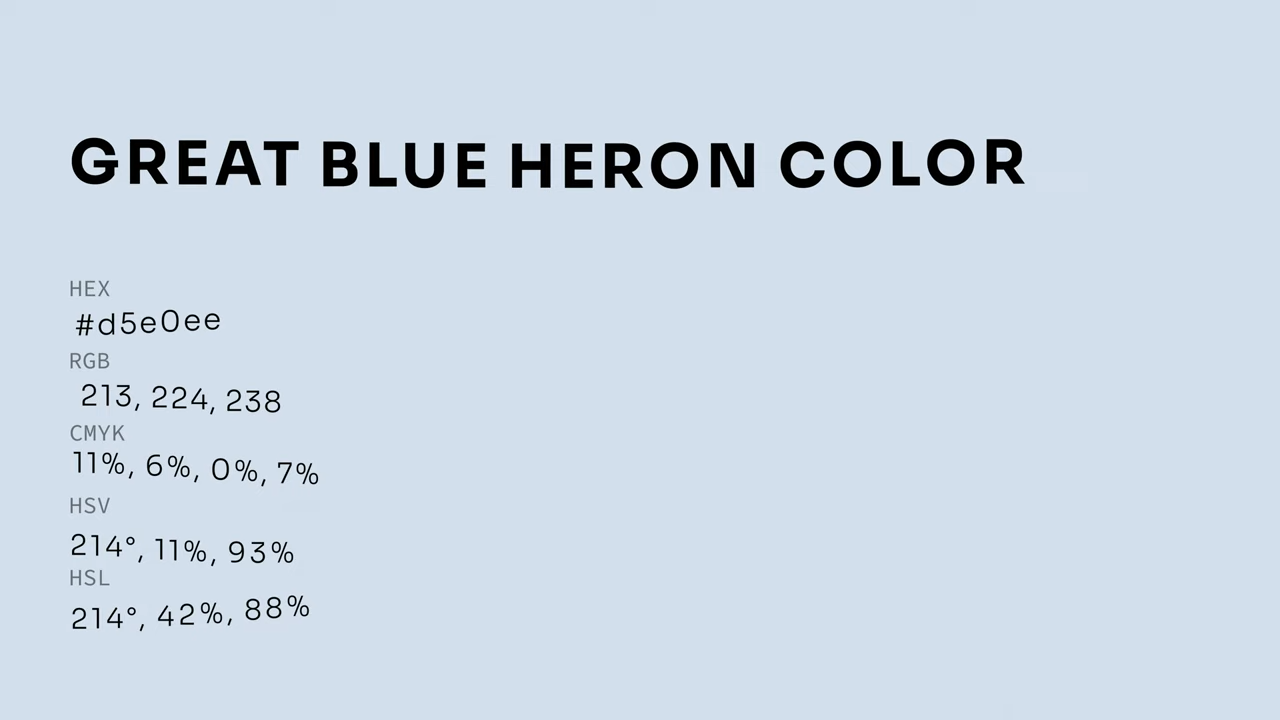 GREAT BLUE HERON COLOR
HEX
#d5e0ee
RGB
213, 224, 238
CMYK
11%, 6%, 0%, 7%
HSV
214°, 11%, 93%
HSL
214°, 42%, 88%